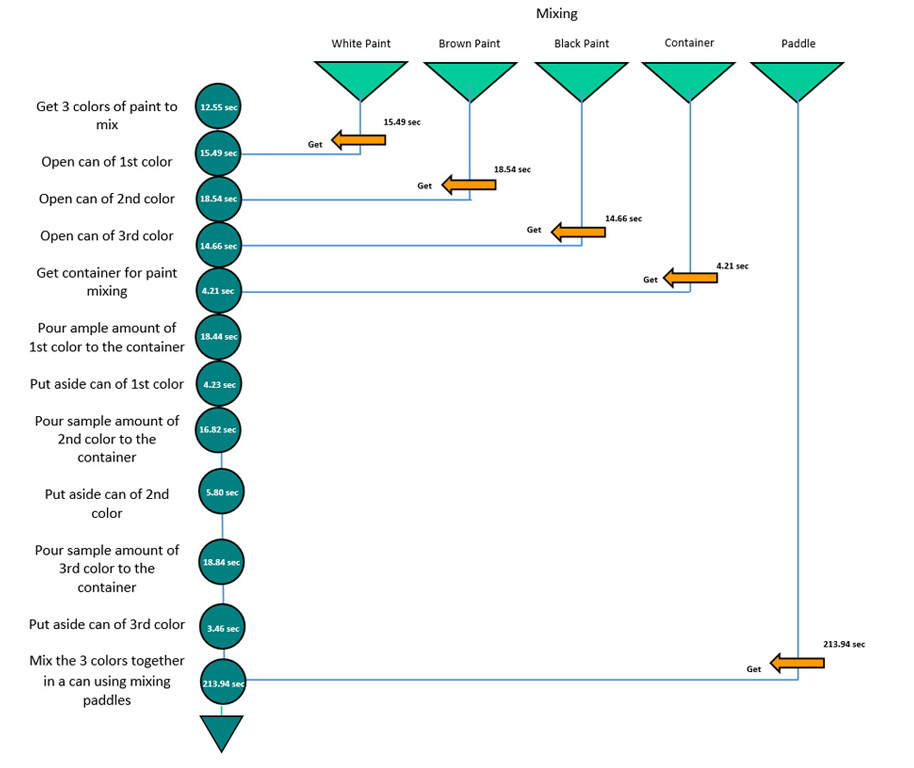 Mixing
White Paint
Brown Paint
Black Paint
Container
Paddle
Get 3 colors of paint to
mix
12.55 sec
15.49 sec
Get
Open can of 1st color
15.49 sec
18.54 sec
Get
Open can of 2nd color
18.54 sec
14.66 sec
Get
Open can of 3rd color
14.66 sec
4.21 sec
Get
Get container for paint
mixing
4.21 sec
Pour ample amount of
1st color to the container
18.44 sec
Put aside can of 1st color
4.23 sec
Pour sample amount of
2nd color to the
container
16.82 sec
Put aside can of 2nd
color
5.80 sec
Pour sample amount of
3rd color to the
container
18.84 sec
Put aside can of 3rd color
3.46 sec
213.94 sec
Get
Mix the 3 colors together
in a can using mixing
paddles
213.94 sec